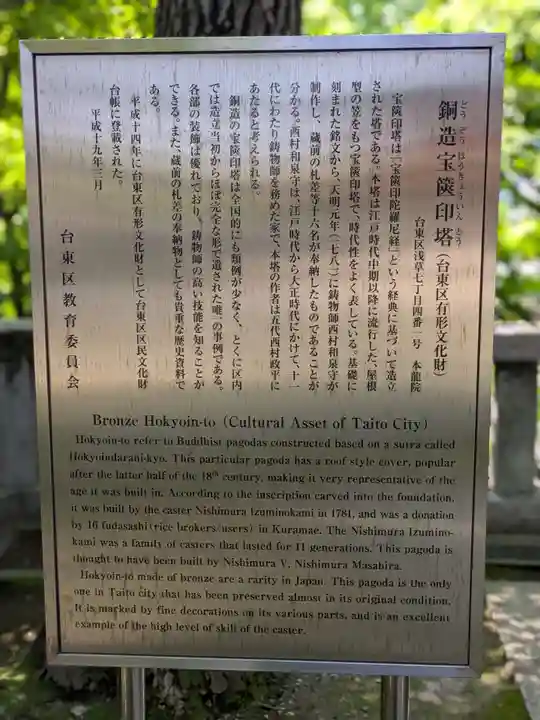 銅造宝篋印塔（台東区有形文化財）
どうぞうほうきょういんとう
台東区浅草七丁目四番一号　本龍院
宝篋印塔は『宝篋印陀羅尼経』という経典に基づいて造立
された塔である。本塔は江戸時代中期以降に流行した、屋根
型の笠をもつ宝篋印塔で、時代性をよく表している。基礎に
刻まれた銘文から、天明元年（一七八一）に鋳物師西村和泉守が
制作し、蔵前の札差等十六名が奉納したものであることが
分かる。西村和泉守は、江戸時代から大正時代にかけて、十一
代にわたり鋳物師を務めた家で、本塔の作者は五代西村政平に
あたると考えられる。
銅造の宝篋印塔は全国的にも類例が少なく、とくに区内
では造立当初からほぼ完全な形で遺された唯一の事例である。
各部の装飾は優れており、鋳物師の高い技能を知ることが
できる。また、蔵前の札差の奉納物としても貴重な歴史資料で
ある。
平成十四年に台東区有形文化財として台東区区民文化財
台帳に登載された。
平成十九年三月
台東区教育委員会
Bronze Hokyoin-to (Cultural Asset of Taito City)
Hokyoin-to refer to Buddhist pagodas constructed based on a sutra called
Hokyoindarani-kyo. This particular pagoda has a roof style cover, popular
after the latter half of the 18th century, making it very representative of the
age it was built in. According to the inscription carved into the foundation,
it was built by the caster Nishimura Izuminokami in 1781, and was a donation
by 16 fudasashi (rice brokers/users) in Kuramae. The Nishimura Izumino-
kami was a family of casters that lasted for 11 generations. This pagoda is
thought to have been built by Nishimura V, Nishimura Masahira.
Hokyoin-to made of bronze are a rarity in Japan. This pagoda is the only
one in Taito city that has been preserved almost in its original condition.
It is marked by fine decorations on its various parts, and is an excellent
example of the high level of skill of the caster.